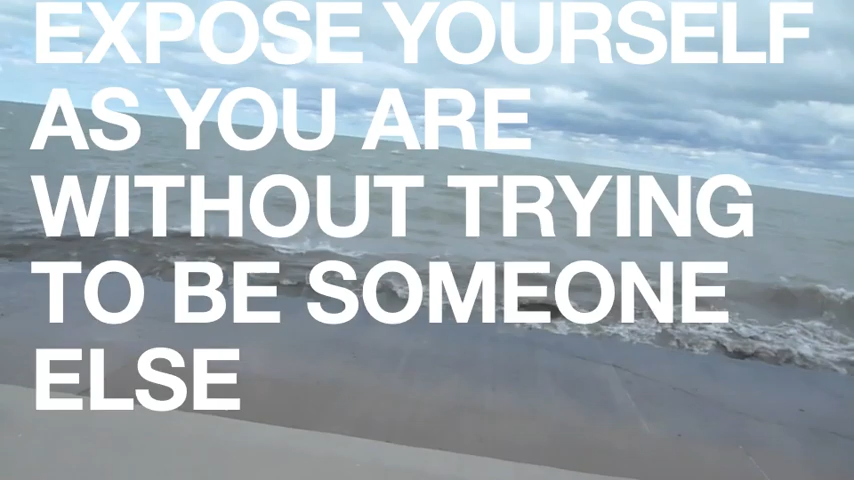 EXPOSE YOURSELF
AS YOU ARE
WITHOUT TRYING
TO BE SOMEONE
ELSE